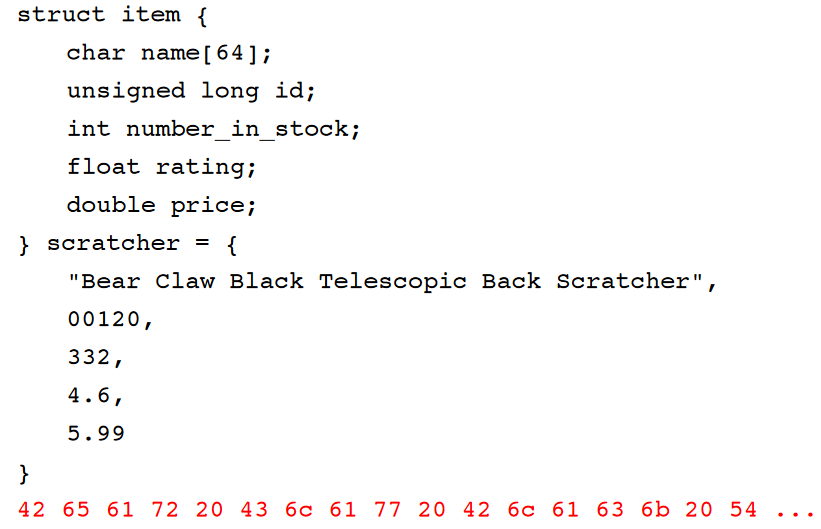 struct item {
char name[64];
unsigned long id;
int number_in_stock;
float rating;
double price;
} scratcher = {
"Bear Claw Black Telescopic Back Scratcher",
00120,
332,
4.6,
5.99
}
42 65 61 72 20 43 6c 61 77 20 42 6c 61 63 6b 20 54 ...